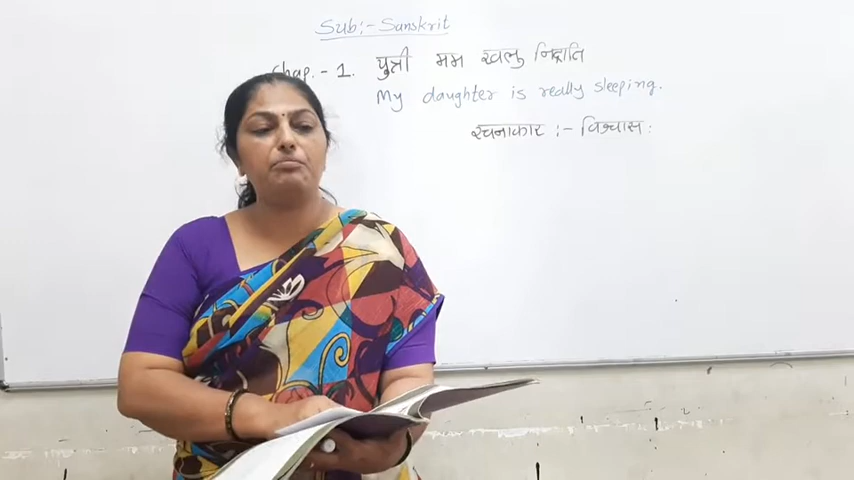 Sub:- Sanskrit
Chap. - 1. पुत्री मम खलु निद्राति
My daughter is really sleeping.
रचनाकार :- विश्वास :